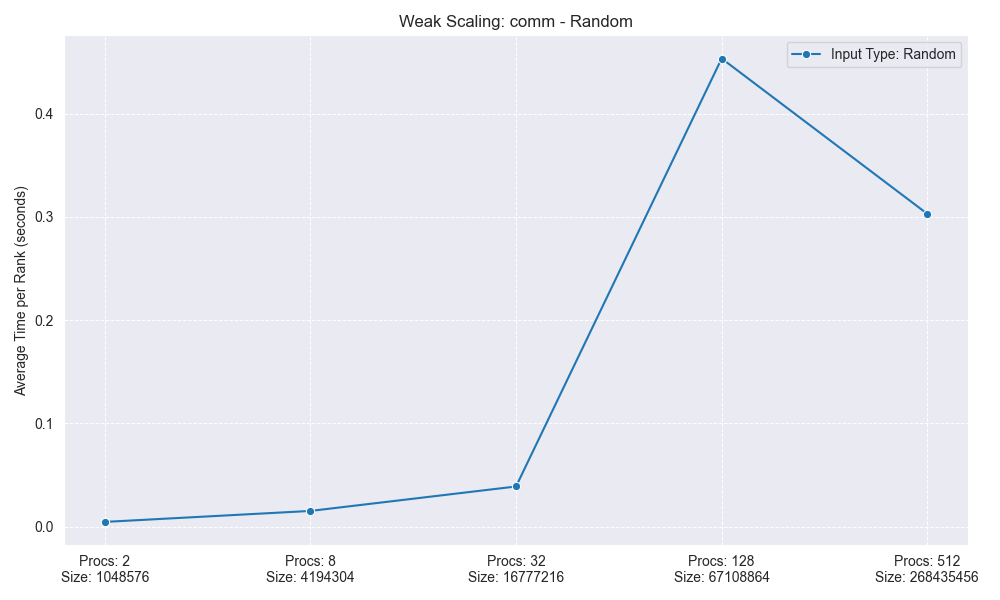 Weak Scaling: comm - Random
Input Type: Random
Average Time per Rank (seconds)
0.4
0.3
0.2
0.1
0.0
Procs: 2
Size: 1048576
Procs: 8
Size: 4194304
Procs: 32
Size: 16777216
Procs: 128
Size: 67108864
Procs: 512
Size: 268435456